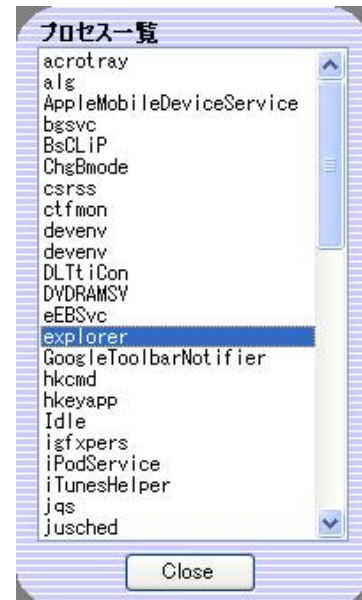 プロセス一覧
acrotray
alg
AppleMobileDeviceService
bgsvc
BsCLiP
ChgBmode
csrss
ctfmon
devenv
devenv
DLTtiCon
DVDRAMSV
eEBSvc
explorer
GoogleToolbarNotifier
hkcmd
hkeyapp
Idle
igfxpers
iPodService
iTunesHelper
jqs
jusched
Close